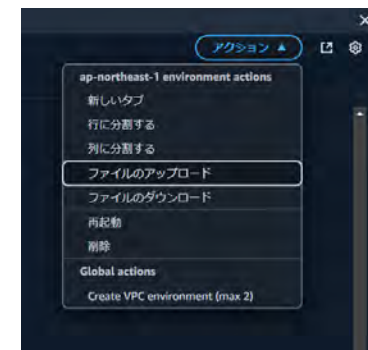 アクション ▲
ap-northeast-1 environment actions
新しいタブ
行に分割する
列に分割する
ファイルのアップロード
ファイルのダウンロード
再起動
削除
Global actions
Create VPC environment (max 2)